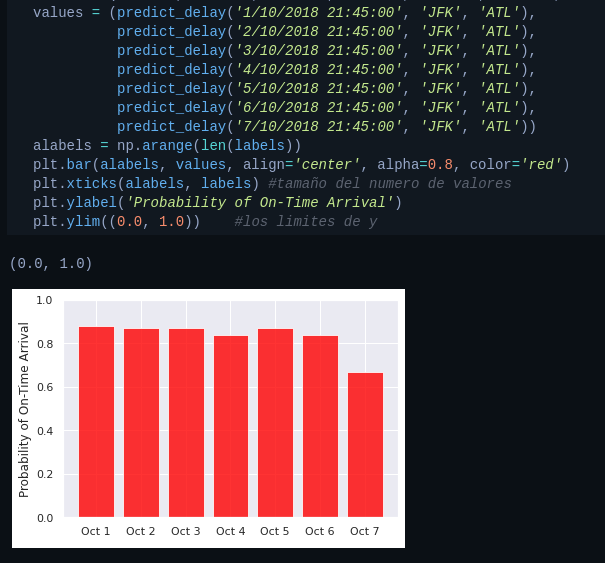 values = (predict_delay('1/10/2018 21:45:00', 'JFK', 'ATL'),
predict_delay('2/10/2018 21:45:00', 'JFK', 'ATL'),
predict_delay('3/10/2018 21:45:00', 'JFK', 'ATL'),
predict_delay('4/10/2018 21:45:00', 'JFK', 'ATL'),
predict_delay('5/10/2018 21:45:00', 'JFK', 'ATL'),
predict_delay('6/10/2018 21:45:00', 'JFK', 'ATL'),
predict_delay('7/10/2018 21:45:00', 'JFK', 'ATL'))
alabels = np.arange(len(labels))
plt.bar(alabels, values, align='center', alpha=0.8, color='red')
plt.xticks(alabels, labels) #tamaño del numero de valores
plt.ylabel('Probability of On-Time Arrival')
plt.ylim((0.0, 1.0))    #los limites de y
(0.0, 1.0)
Probability of On-Time Arrival
1.0
0.8
0.6
0.4
0.2
0.0
Oct 1 Oct 2 Oct 3 Oct 4 Oct 5 Oct 6 Oct 7